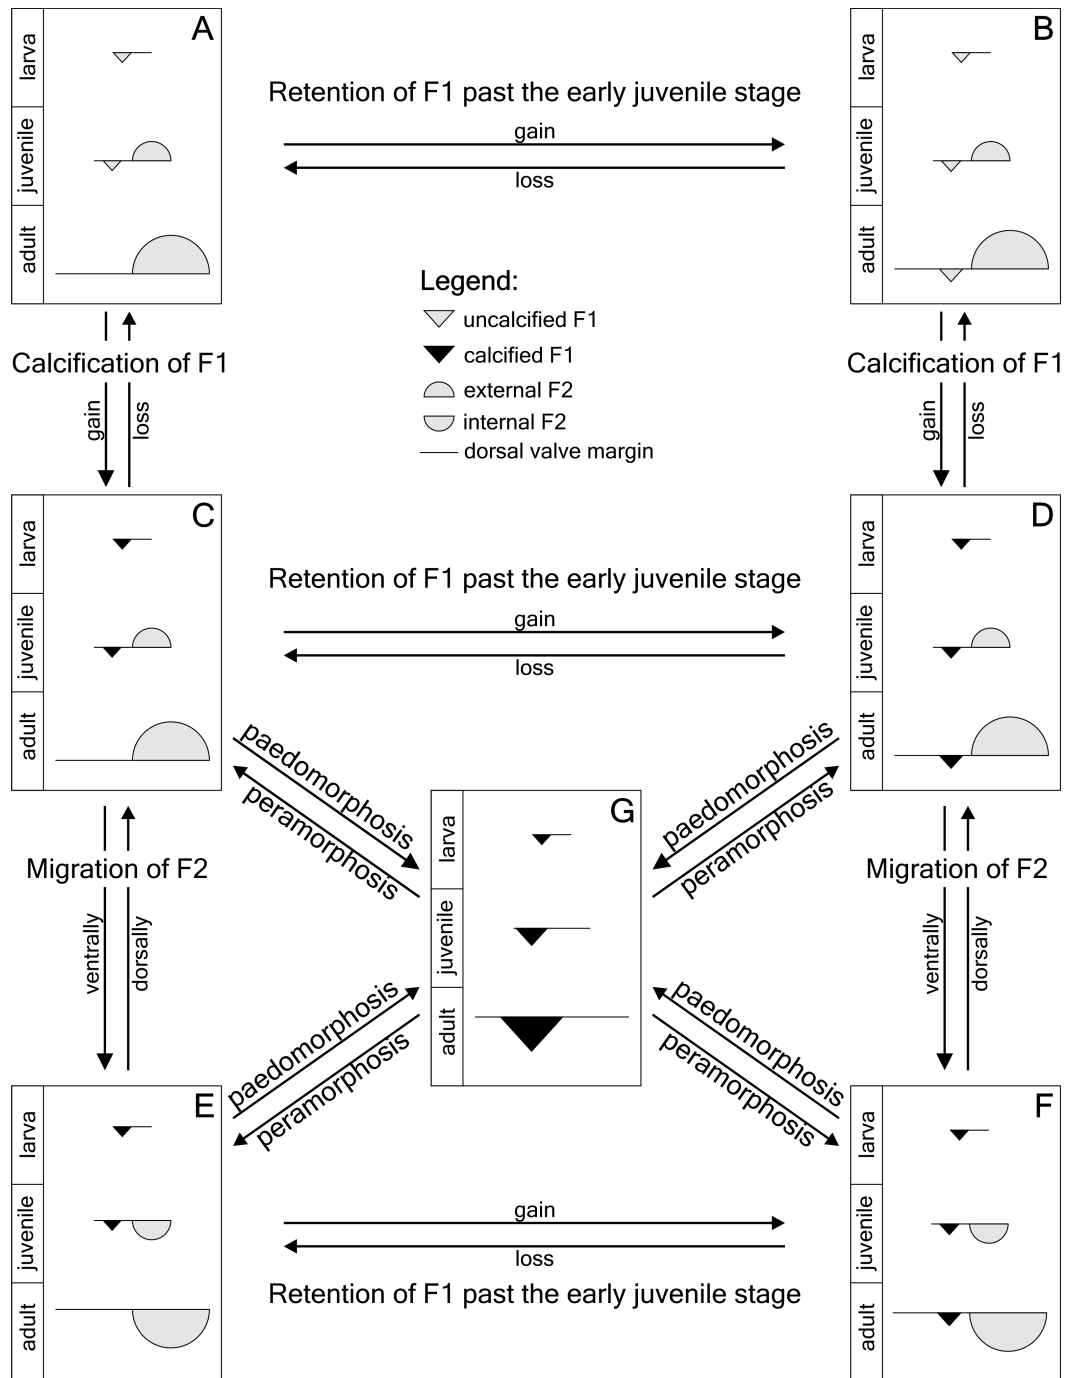 A
larva
juvenile
adult
B
larva
juvenile
adult
Retention of F1 past the early juvenile stage
gain
loss
Legend:
uncalcified F1
calcified F1
external F2
internal F2
dorsal valve margin
Calcification of F1
gain
loss
Calcification of F1
gain
loss
C
larva
juvenile
adult
D
larva
juvenile
adult
Retention of F1 past the early juvenile stage
gain
loss
paedomorphosis
peramorphosis
paedomorphosis
peramorphosis
G
larva
juvenile
adult
Migration of F2
ventrally
dorsally
Migration of F2
ventrally
dorsally
paedomorphosis
peramorphosis
paedomorphosis
peramorphosis
E
larva
juvenile
adult
F
larva
juvenile
adult
gain
loss
Retention of F1 past the early juvenile stage